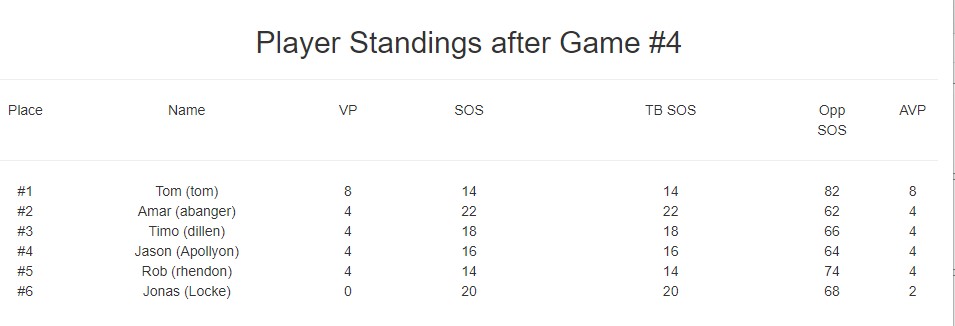 Player Standings after Game #4
Place Name VP SOS TB SOS Opp SOS AVP
#1 Tom (tom) 8 14 14 82 8
#2 Amar (abanger) 4 22 22 62 4
#3 Timo (dillen) 4 18 18 66 4
#4 Jason (Apollyon) 4 16 16 64 4
#5 Rob (rhendon) 4 14 14 74 4
#6 Jonas (Locke) 0 20 20 68 2